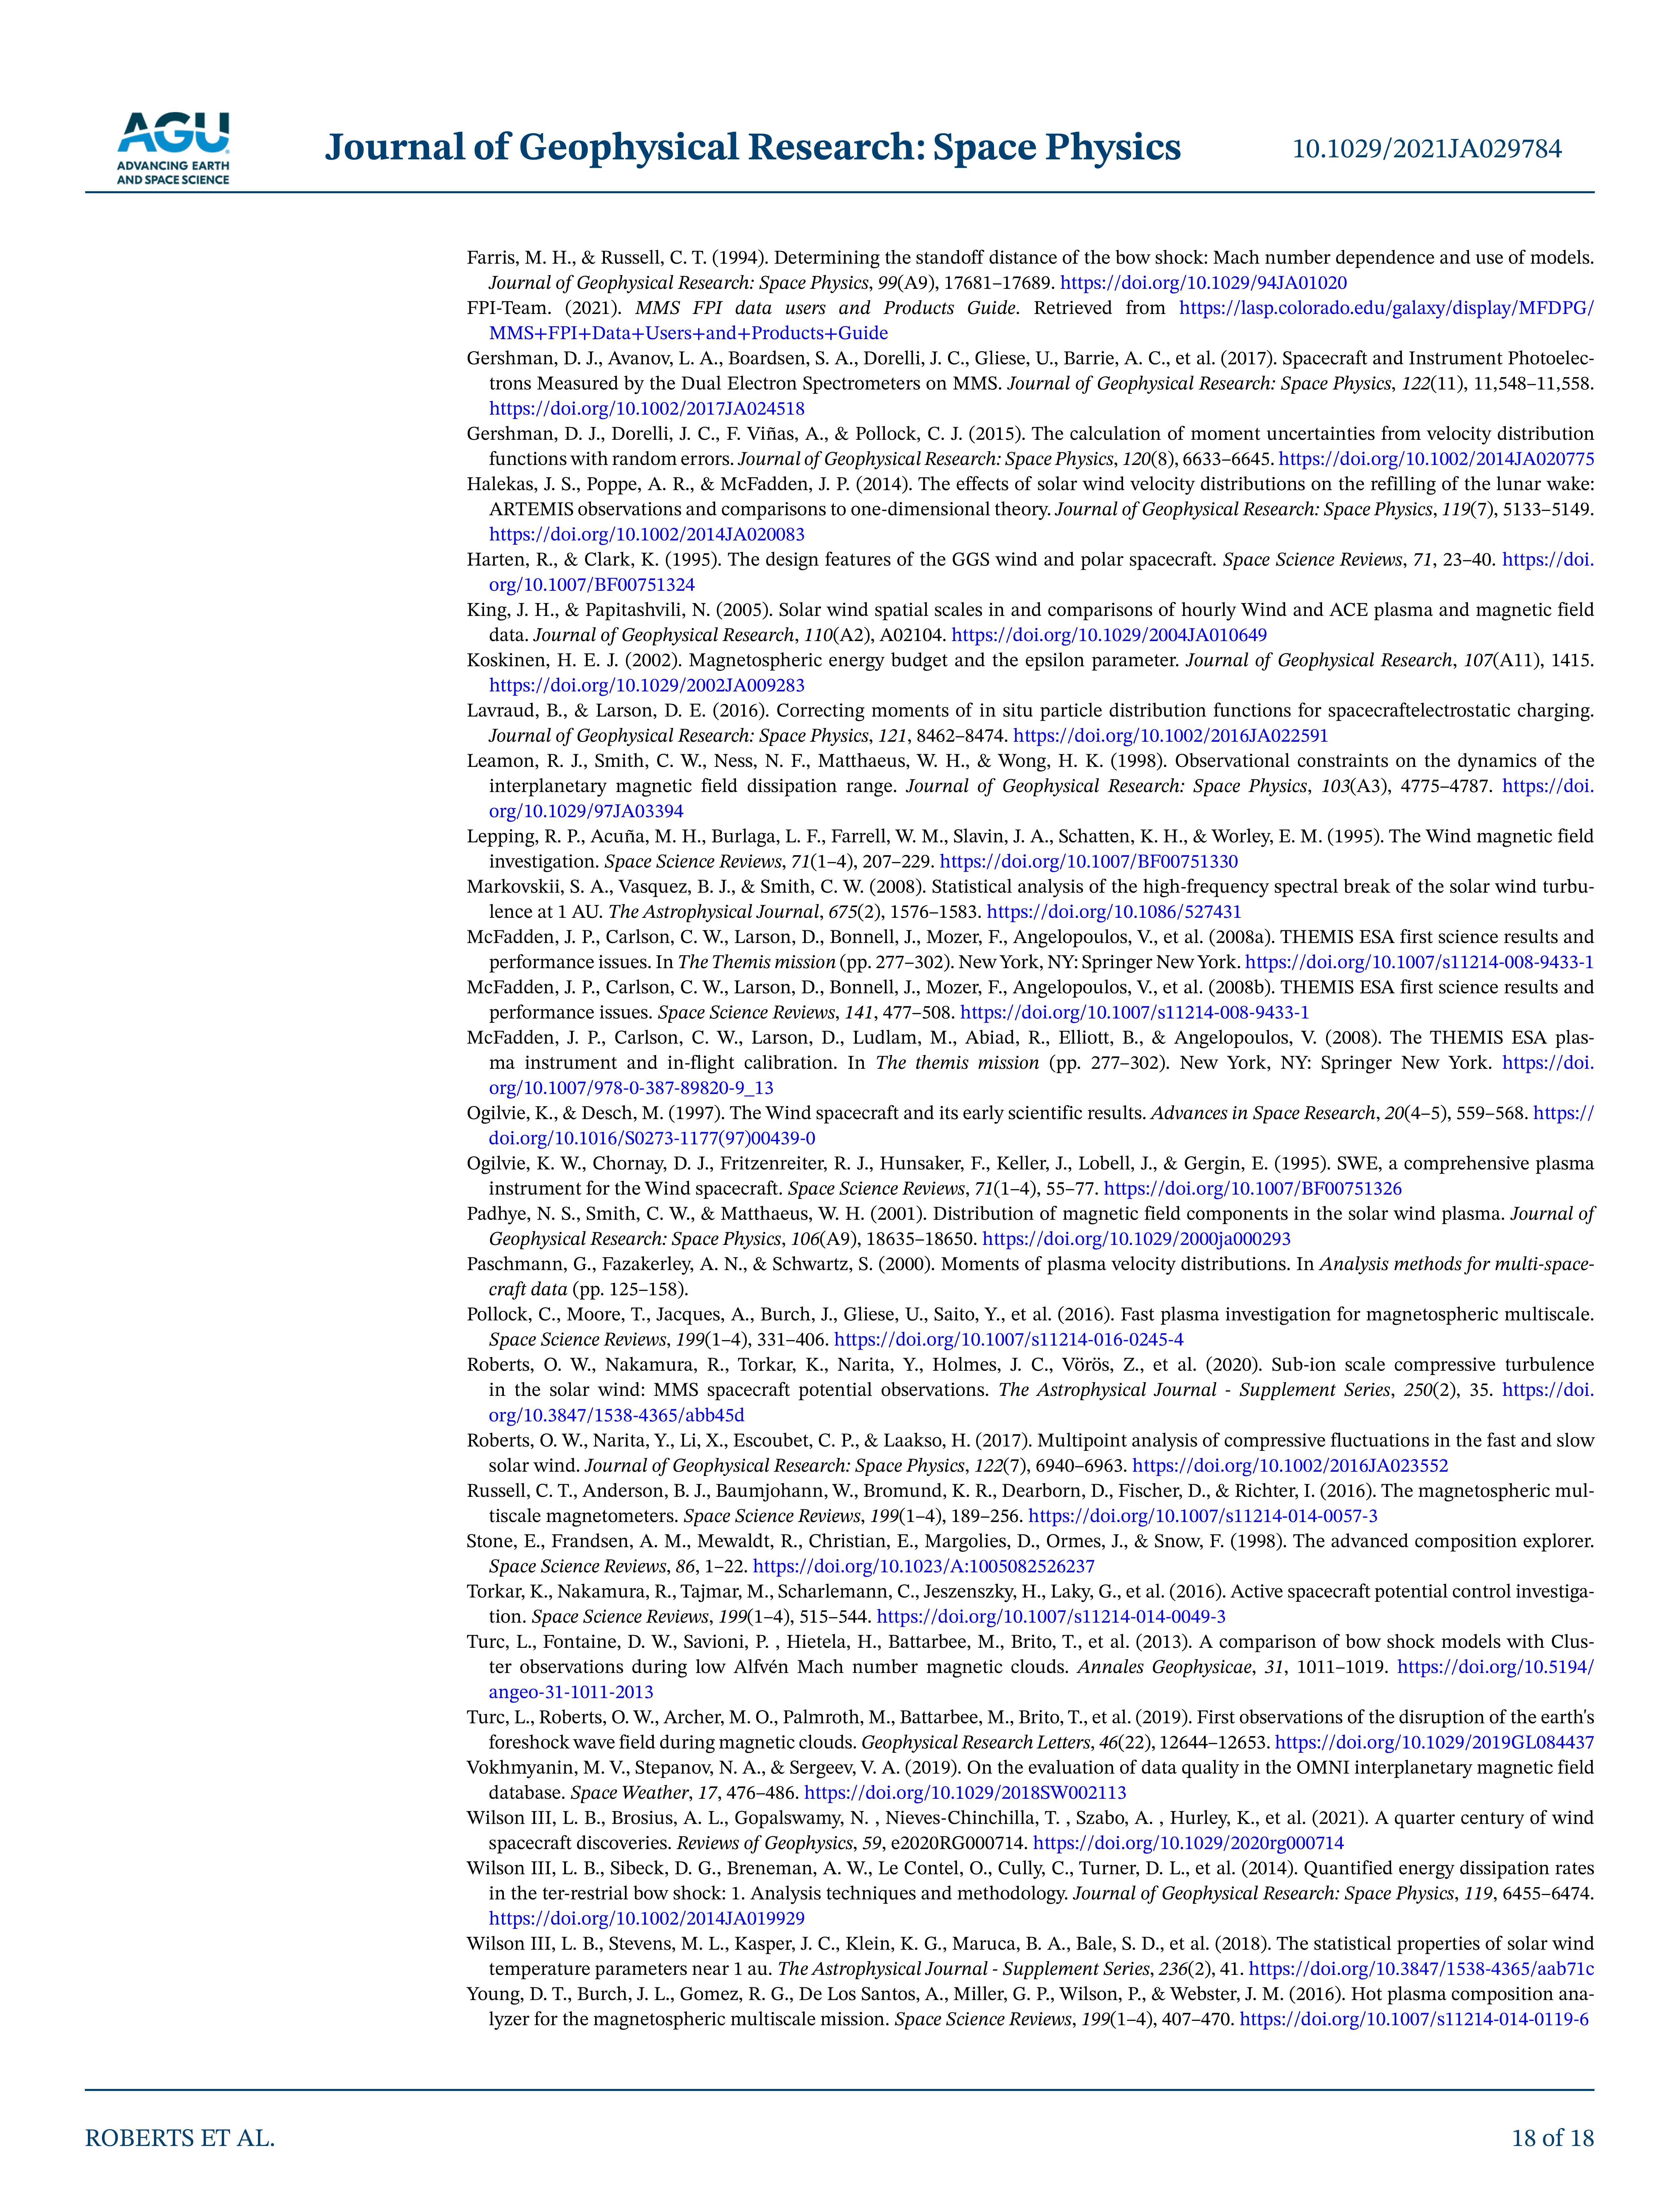 AGU
ADVANCING EARTH
AND SPACE SCIENCE
Journal of Geophysical Research: Space Physics
10.1029/2021JA029784
Farris, M. H., & Russell, C. T. (1994). Determining the standoff distance of the bow shock: Mach number dependence and use of models.
Journal of Geophysical Research: Space Physics, 99(A9), 17681–17689. https://doi.org/10.1029/94JA01020
FPI-Team. (2021). MMS FPI data users and Products Guide. Retrieved from https://lasp.colorado.edu/galaxy/display/MFDPG/
MMS+FPI+Data+Users+and+Products+Guide
Gershman, D. J., Avanov, L. A., Boardsen, S. A., Dorelli, J. C., Gliese, U., Barrie, A. C., et al. (2017). Spacecraft and Instrument Photoelec-
trons Measured by the Dual Electron Spectrometers on MMS. Journal of Geophysical Research: Space Physics, 122(11), 11,548–11,558.
https://doi.org/10.1002/2017JA024518
Gershman, D. J., Dorelli, J. C., F. Viñas, A., & Pollock, C. J. (2015). The calculation of moment uncertainties from velocity distribution
functions with random errors. Journal of Geophysical Research: Space Physics, 120(8), 6633–6645. https://doi.org/10.1002/2014JA020775
Halekas, J. S., Poppe, A. R., & McFadden, J. P. (2014). The effects of solar wind velocity distributions on the refilling of the lunar wake:
ARTEMIS observations and comparisons to one-dimensional theory. Journal of Geophysical Research: Space Physics, 119(7), 5133–5149.
https://doi.org/10.1002/2014JA020083
Harten, R., & Clark, K. (1995). The design features of the GGS wind and polar spacecraft. Space Science Reviews, 71, 23–40. https://doi.
org/10.1007/BF00751324
King, J. H., & Papitashvili, N. (2005). Solar wind spatial scales in and comparisons of hourly Wind and ACE plasma and magnetic field
data. Journal of Geophysical Research, 110(A2), A02104. https://doi.org/10.1029/2004JA010649
Koskinen, H. E. J. (2002). Magnetospheric energy budget and the epsilon parameter. Journal of Geophysical Research, 107(A11), 1415.
https://doi.org/10.1029/2002JA009283
Lavraud, B., & Larson, D. E. (2016). Correcting moments of in situ particle distribution functions for spacecraftelectrostatic charging.
Journal of Geophysical Research: Space Physics, 121, 8462–8474. https://doi.org/10.1002/2016JA022591
Leamon, R. J., Smith, C. W., Ness, N. F., Matthaeus, W. H., & Wong, H. K. (1998). Observational constraints on the dynamics of the
interplanetary magnetic field dissipation range. Journal of Geophysical Research: Space Physics, 103(A3), 4775–4787. https://doi.
org/10.1029/97JA03394
Lepping, R. P., Acuña, M. H., Burlaga, L. F., Farrell, W. M., Slavin, J. A., Schatten, K. H., & Worley, E. M. (1995). The Wind magnetic field
investigation. Space Science Reviews, 71(1–4), 207–229. https://doi.org/10.1007/BF00751330
Markovskii, S. A., Vasquez, B. J., & Smith, C. W. (2008). Statistical analysis of the high-frequency spectral break of the solar wind turbu-
lence at 1 AU. The Astrophysical Journal, 675(2), 1576–1583. https://doi.org/10.1086/527431
McFadden, J. P., Carlson, C. W., Larson, D., Bonnell, J., Mozer, F., Angelopoulos, V., et al. (2008a). THEMIS ESA first science results and
performance issues. In The Themis mission (pp. 277–302). New York, NY: Springer New York. https://doi.org/10.1007/s11214-008-9433-1
McFadden, J. P., Carlson, C. W., Larson, D., Bonnell, J., Mozer, F., Angelopoulos, V., et al. (2008b). THEMIS ESA first science results and
performance issues. Space Science Reviews, 141, 477–508. https://doi.org/10.1007/s11214-008-9433-1
McFadden, J. P., Carlson, C. W., Larson, D., Ludlam, M., Abiad, R., Elliott, B., & Angelopoulos, V. (2008). The THEMIS ESA plas-
ma instrument and in-flight calibration. In The themis mission (pp. 277–302). New York, NY: Springer New York. https://doi.
org/10.1007/978-0-387-89820-9_13
Ogilvie, K., & Desch, M. (1997). The Wind spacecraft and its early scientific results. Advances in Space Research, 20(4–5), 559–568. https://
doi.org/10.1016/S0273-1177(97)00439-0
Ogilvie, K. W., Chornay, D. J., Fritzenreiter, R. J., Hunsaker, F., Keller, J., Lobell, J., & Gergin, E. (1995). SWE, a comprehensive plasma
instrument for the Wind spacecraft. Space Science Reviews, 71(1–4), 55–77. https://doi.org/10.1007/BF00751326
Padhye, N. S., Smith, C. W., & Matthaeus, W. H. (2001). Distribution of magnetic field components in the solar wind plasma. Journal of
Geophysical Research: Space Physics, 106(A9), 18635–18650. https://doi.org/10.1029/2000ja000293
Paschmann, G., Fazakerley, A. N., & Schwartz, S. (2000). Moments of plasma velocity distributions. In Analysis methods for multi-space-
craft data (pp. 125–158).
Pollock, C., Moore, T., Jacques, A., Burch, J., Gliese, U., Saito, Y., et al. (2016). Fast plasma investigation for magnetospheric multiscale.
Space Science Reviews, 199(1–4), 331–406. https://doi.org/10.1007/s11214-016-0245-4
Roberts, O. W., Nakamura, R., Torkar, K., Narita, Y., Holmes, J. C., Vörös, Z., et al. (2020). Sub-ion scale compressive turbulence
in the solar wind: MMS spacecraft potential observations. The Astrophysical Journal - Supplement Series, 250(2), 35. https://doi.
org/10.3847/1538-4365/abb45d
Roberts, O. W., Narita, Y., Li, X., Escoubet, C. P., & Laakso, H. (2017). Multipoint analysis of compressive fluctuations in the fast and slow
solar wind. Journal of Geophysical Research: Space Physics, 122(7), 6940–6963. https://doi.org/10.1002/2016JA023552
Russell, C. T., Anderson, B. J., Baumjohann, W., Bromund, K. R., Dearborn, D., Fischer, D., & Richter, I. (2016). The magnetospheric mul-
tiscale magnetometers. Space Science Reviews, 199(1–4), 189–256. https://doi.org/10.1007/s11214-014-0057-3
Stone, E., Frandsen, A. M., Mewaldt, R., Christian, E., Margolies, D., Ormes, J., & Snow, F. (1998). The advanced composition explorer.
Space Science Reviews, 86, 1–22. https://doi.org/10.1023/A:1005082526237
Torkar, K., Nakamura, R., Tajmar, M., Scharlemann, C., Jeszenszky, H., Laky, G., et al. (2016). Active spacecraft potential control investiga-
tion. Space Science Reviews, 199(1–4), 515–544. https://doi.org/10.1007/s11214-014-0049-3
Turc, L., Fontaine, D. W., Savioni, P. , Hietela, H., Battarbee, M., Brito, T., et al. (2013). A comparison of bow shock models with Clus-
ter observations during low Alfvén Mach number magnetic clouds. Annales Geophysicae, 31, 1011–1019. https://doi.org/10.5194/
angeo-31-1011-2013
Turc, L., Roberts, O. W., Archer, M. O., Palmroth, M., Battarbee, M., Brito, T., et al. (2019). First observations of the disruption of the earth's
foreshock wave field during magnetic clouds. Geophysical Research Letters, 46(22), 12644–12653. https://doi.org/10.1029/2019GL084437
Vokhmyanin, M. V., Stepanov, N. A., & Sergeev, V. A. (2019). On the evaluation of data quality in the OMNI interplanetary magnetic field
database. Space Weather, 17, 476–486. https://doi.org/10.1029/2018SW002113
Wilson III, L. B., Brosius, A. L., Gopalswamy, N. , Nieves-Chinchilla, T. , Szabo, A. , Hurley, K., et al. (2021). A quarter century of wind
spacecraft discoveries. Reviews of Geophysics, 59, e2020RG000714. https://doi.org/10.1029/2020rg000714
Wilson III, L. B., Sibeck, D. G., Breneman, A. W., Le Contel, O., Cully, C., Turner, D. L., et al. (2014). Quantified energy dissipation rates
in the ter-restrial bow shock: 1. Analysis techniques and methodology. Journal of Geophysical Research: Space Physics, 119, 6455–6474.
https://doi.org/10.1002/2014JA019929
Wilson III, L. B., Stevens, M. L., Kasper, J. C., Klein, K. G., Maruca, B. A., Bale, S. D., et al. (2018). The statistical properties of solar wind
temperature parameters near 1 au. The Astrophysical Journal - Supplement Series, 236(2), 41. https://doi.org/10.3847/1538-4365/aab71c
Young, D. T., Burch, J. L., Gomez, R. G., De Los Santos, A., Miller, G. P., Wilson, P., & Webster, J. M. (2016). Hot plasma composition ana-
lyzer for the magnetospheric multiscale mission. Space Science Reviews, 199(1–4), 407–470. https://doi.org/10.1007/s11214-014-0119-6
ROBERTS ET AL.
18 of 18